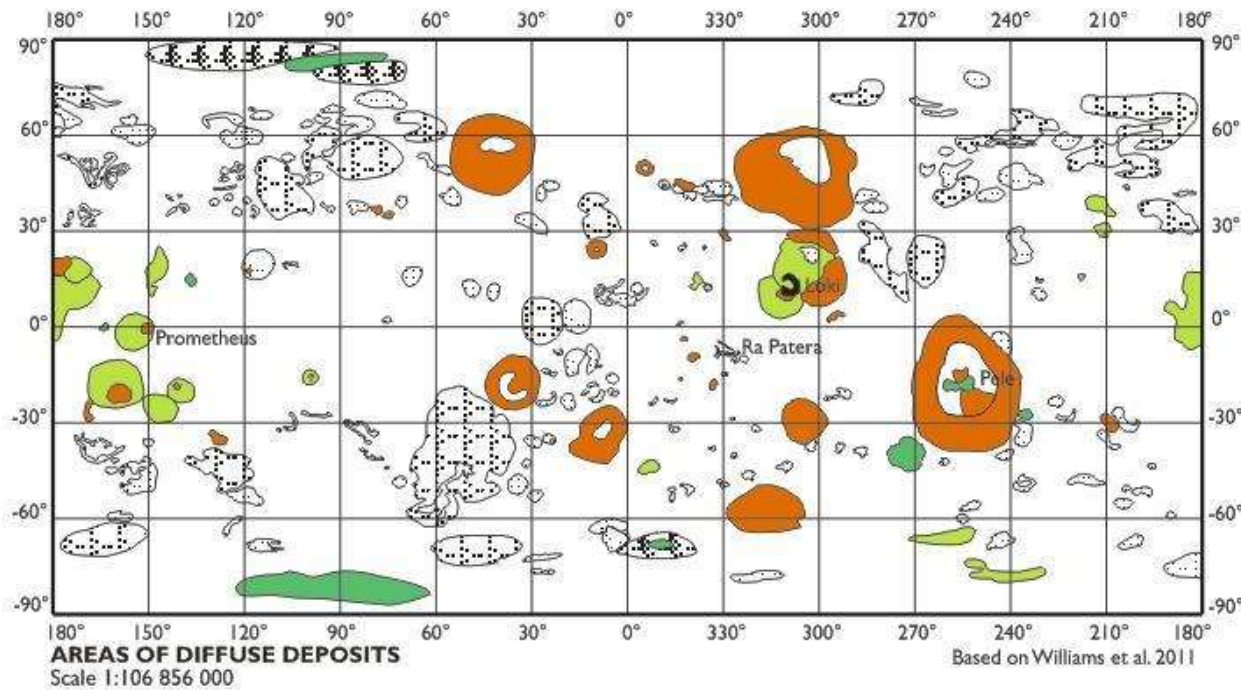 180° 150° 120° 90° 60° 30° 0° 330° 300° 270° 240° 210° 180°
90° 90°
60° 60°
30° 30°
Loki
0° 0°
Prometheus
Ra Patera
Pele
-30° -30°
-60° -60°
-90° -90°
180° 150° 120° 90° 60° 30° 0° 330° 300° 270° 240° 210° 180°
AREAS OF DIFFUSE DEPOSITS
Based on Williams et al. 2011
Scale 1:106 856 000